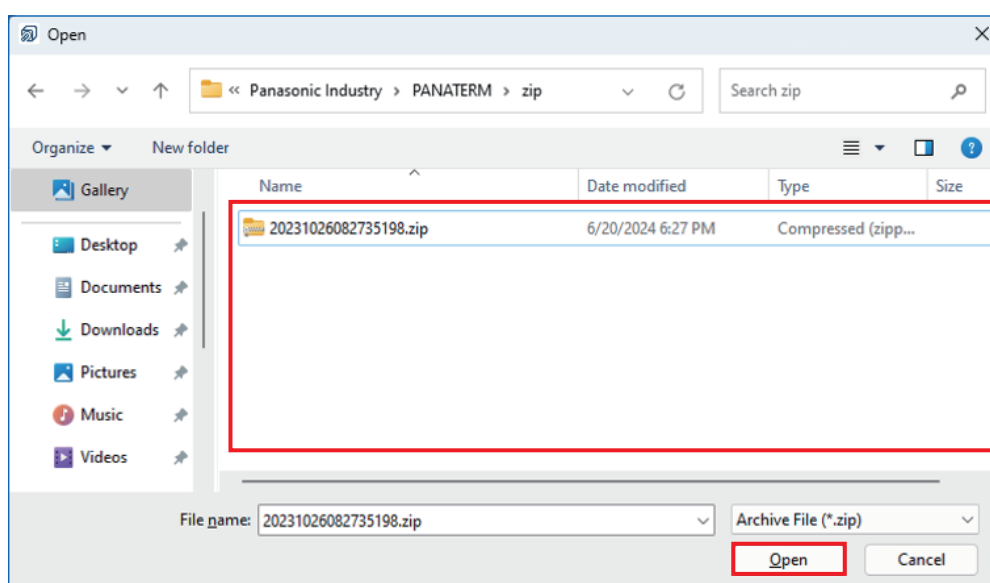 Open
« Panasonic Industry > PANATERM > zip
Search zip
Organize New folder
Name Date modified Type Size
Gallery
20231026082735198.zip 6/20/2024 6:27 PM Compressed (zipp...
Desktop
Documents
Downloads
Pictures
Music
Videos
File name: 20231026082735198.zip Archive File (*.zip)
Open Cancel